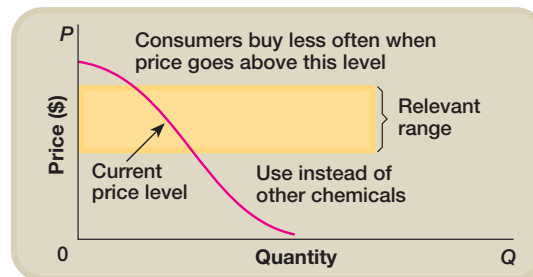 P
Consumers buy less often when
price goes above this level
Price ($)
Relevant
range
Current
price level
Use instead of
other chemicals
0
Quantity
Q